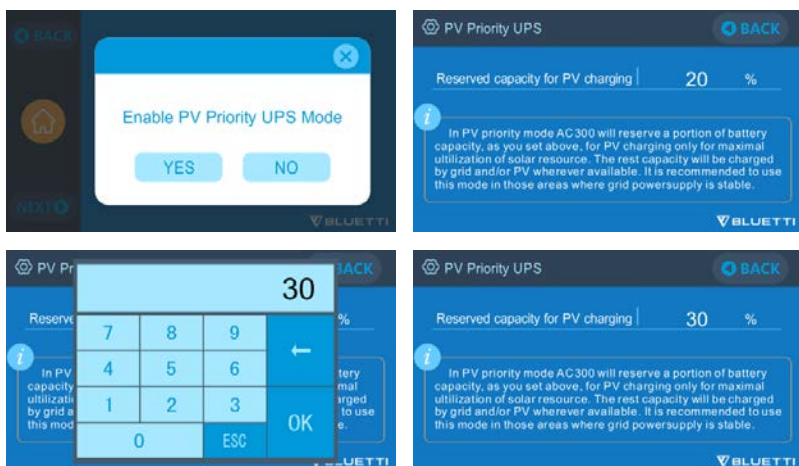 BACK
Enable PV Priority UPS Mode
YES NO
NEXT
BLUETTI
PV Priority UPS
BACK
Reserved capacity for PV charging 20 %
i
In PV priority mode AC300 will reserve a portion of battery
capacity, as you set above, for PV charging only for maximal
ultilization of solar resource. The rest capacity will be charged
by grid and/or PV wherever available. It is recommended to use
this mode in those areas where grid powersupply is stable.
BLUETTI
PV Pr
BACK
30
Reserve %
7 8 9 ←
4 5 6
1 2 3 OK
0 ESC
i
In PV tery
capacity mal
ultilizati arged
by grid a to use
this mod e.
LUETTI
PV Priority UPS
BACK
Reserved capacity for PV charging 30 %
i
In PV priority mode AC300 will reserve a portion of battery
capacity, as you set above, for PV charging only for maximal
ultilization of solar resource. The rest capacity will be charged
by grid and/or PV wherever available. It is recommended to use
this mode in those areas where grid powersupply is stable.
BLUETTI